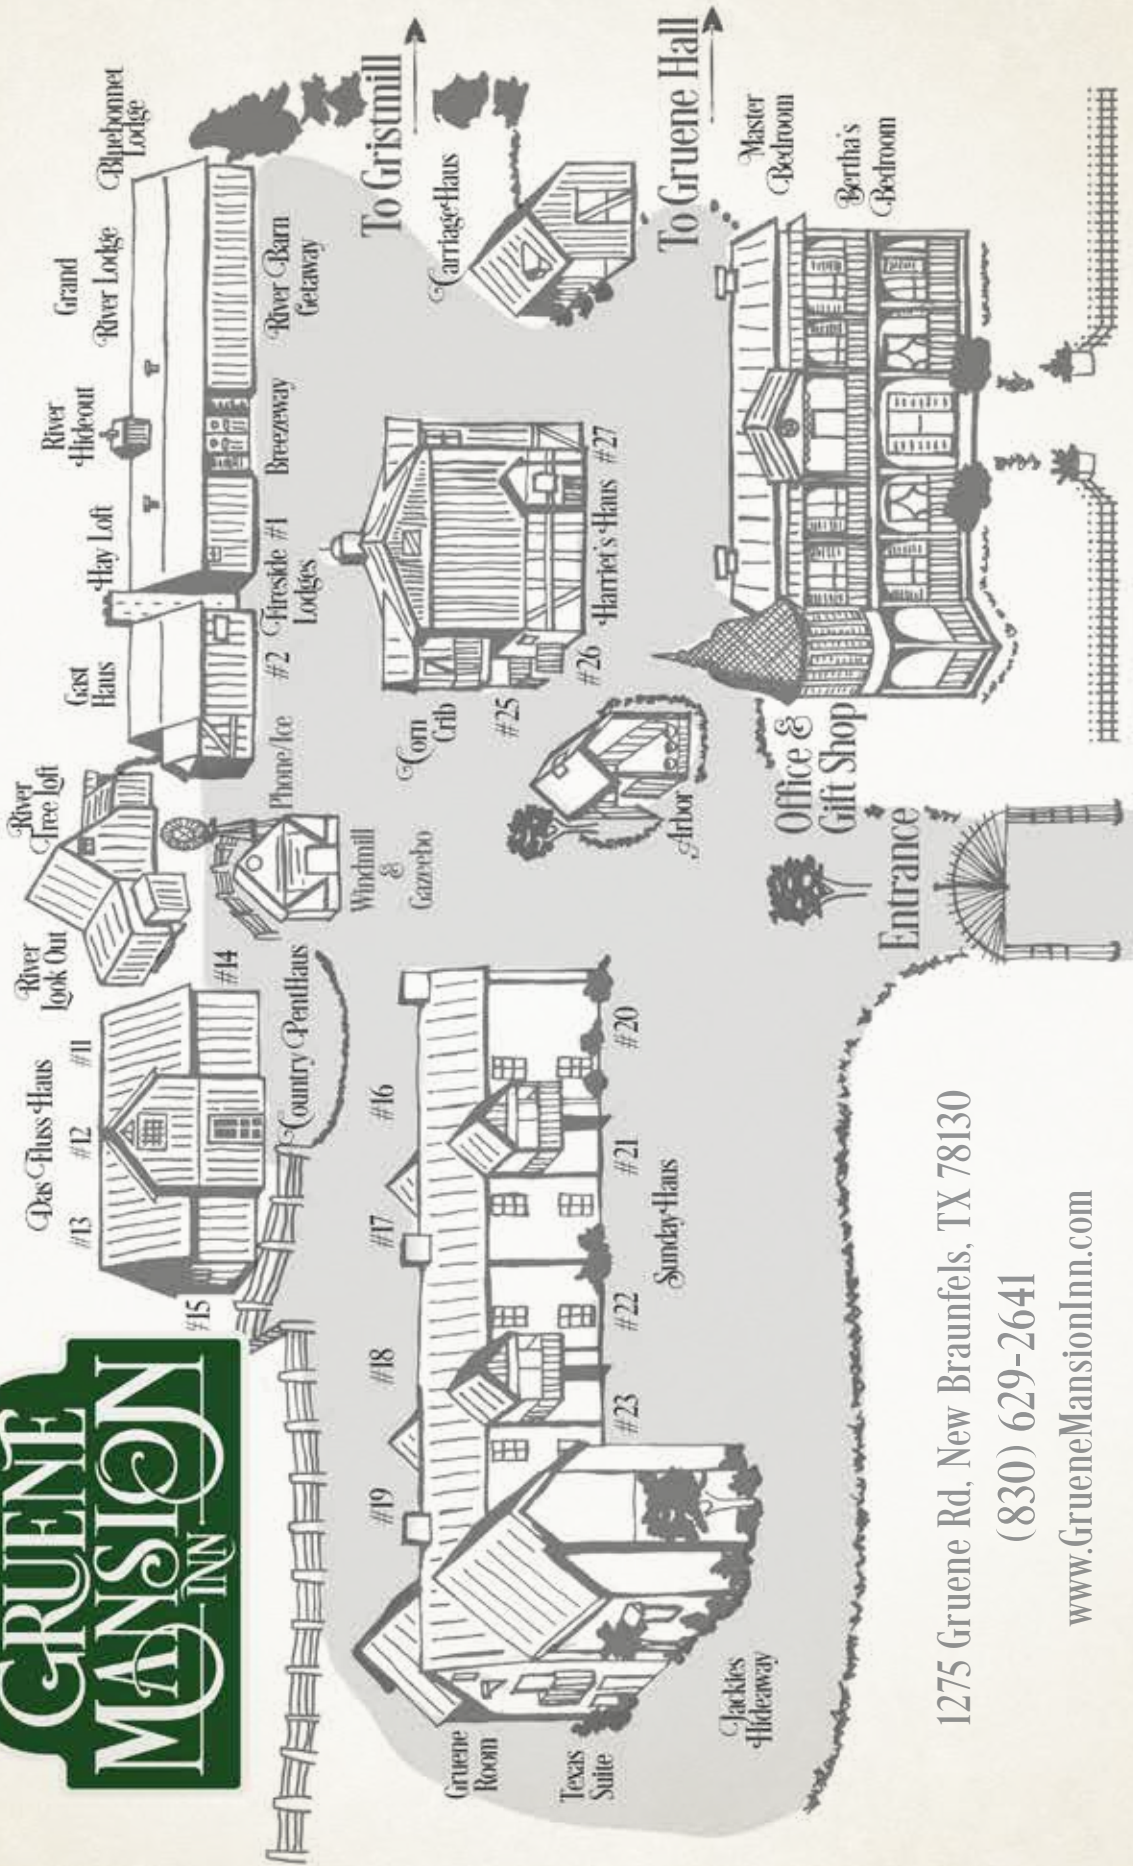 GRUENE
MANSION
INN
Das Fluss Haus
#13
#12
#11
#15
#14
Country PentHaus
River
Look Out
River
Tree Loft
Gast
Haus
Hay Loft
River
Hideout
Grand
River Lodge
Bluebonnet
Lodge
Phone/Ice
#2
Fireside #1
Lodges
Breezeway
River Barn
Getaway
Windmill
&
Gazeebo
To Gristmill
Carriage Haus
Corn
Crib
#25
#26
Harriet's Haus
#27
#19
#18
#17
#16
Gruene
Room
Texas
Suite
Jackies
Hideaway
#23
#22
#21
#20
Sunday Haus
Arbor
To Gruene Hall
Master
Bedroom
Bertha's
Bedroom
Office &
Gift Shop
Entrance
1275 Gruene Rd, New Braunfels, TX 78130
(830) 629-2641
www.GrueneMansionInn.com